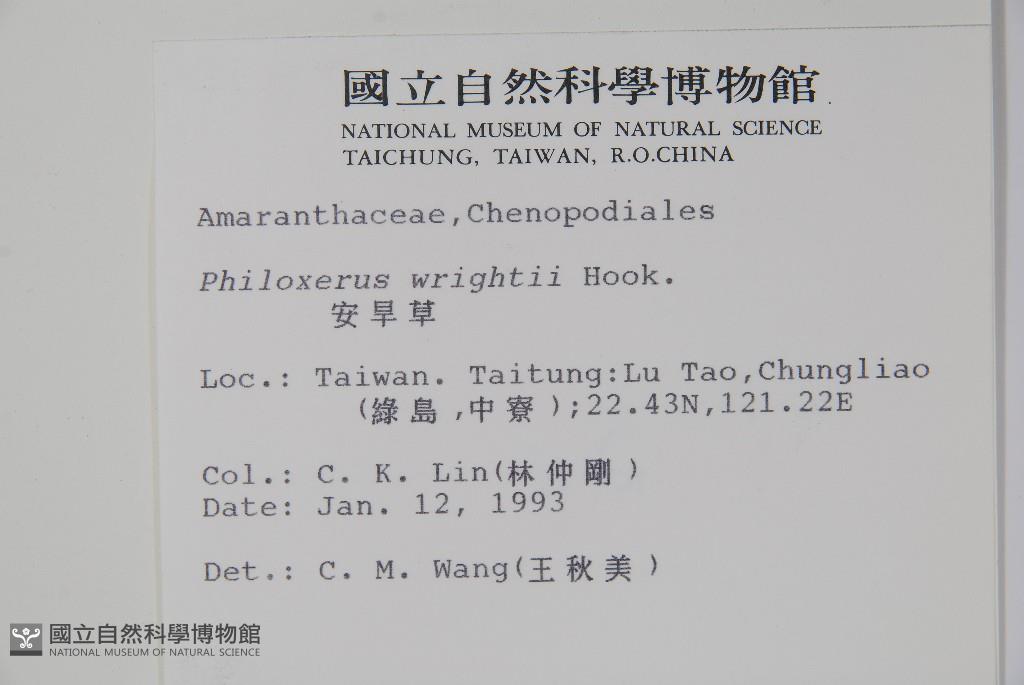 國立自然科學博物館
NATIONAL MUSEUM OF NATURAL SCIENCE
TAICHUNG, TAIWAN, R.O.CHINA
Amaranthaceae,Chenopodiales
Philoxerus wrightii Hook.
安旱草
Loc.: Taiwan. Taitung:Lu Tao,Chungliao
(綠島,中寮);22.43N,121.22E
Col.: C. K. Lin(林仲剛)
Date: Jan. 12, 1993
Det.: C. M. Wang(王秋美)
國立自然科學博物館
NATIONAL MUSEUM OF NATURAL SCIENCE